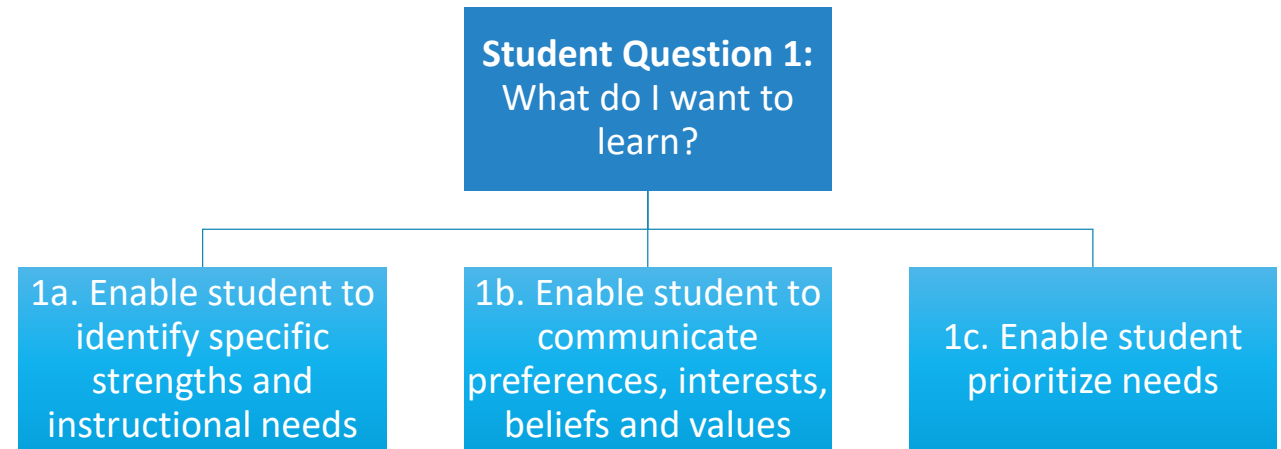 Student Question 1:
What do I want to
learn?
1a. Enable student to
identify specific
strengths and
instructional needs
1b. Enable student to
communicate
preferences, interests,
beliefs and values
1c. Enable student
prioritize needs